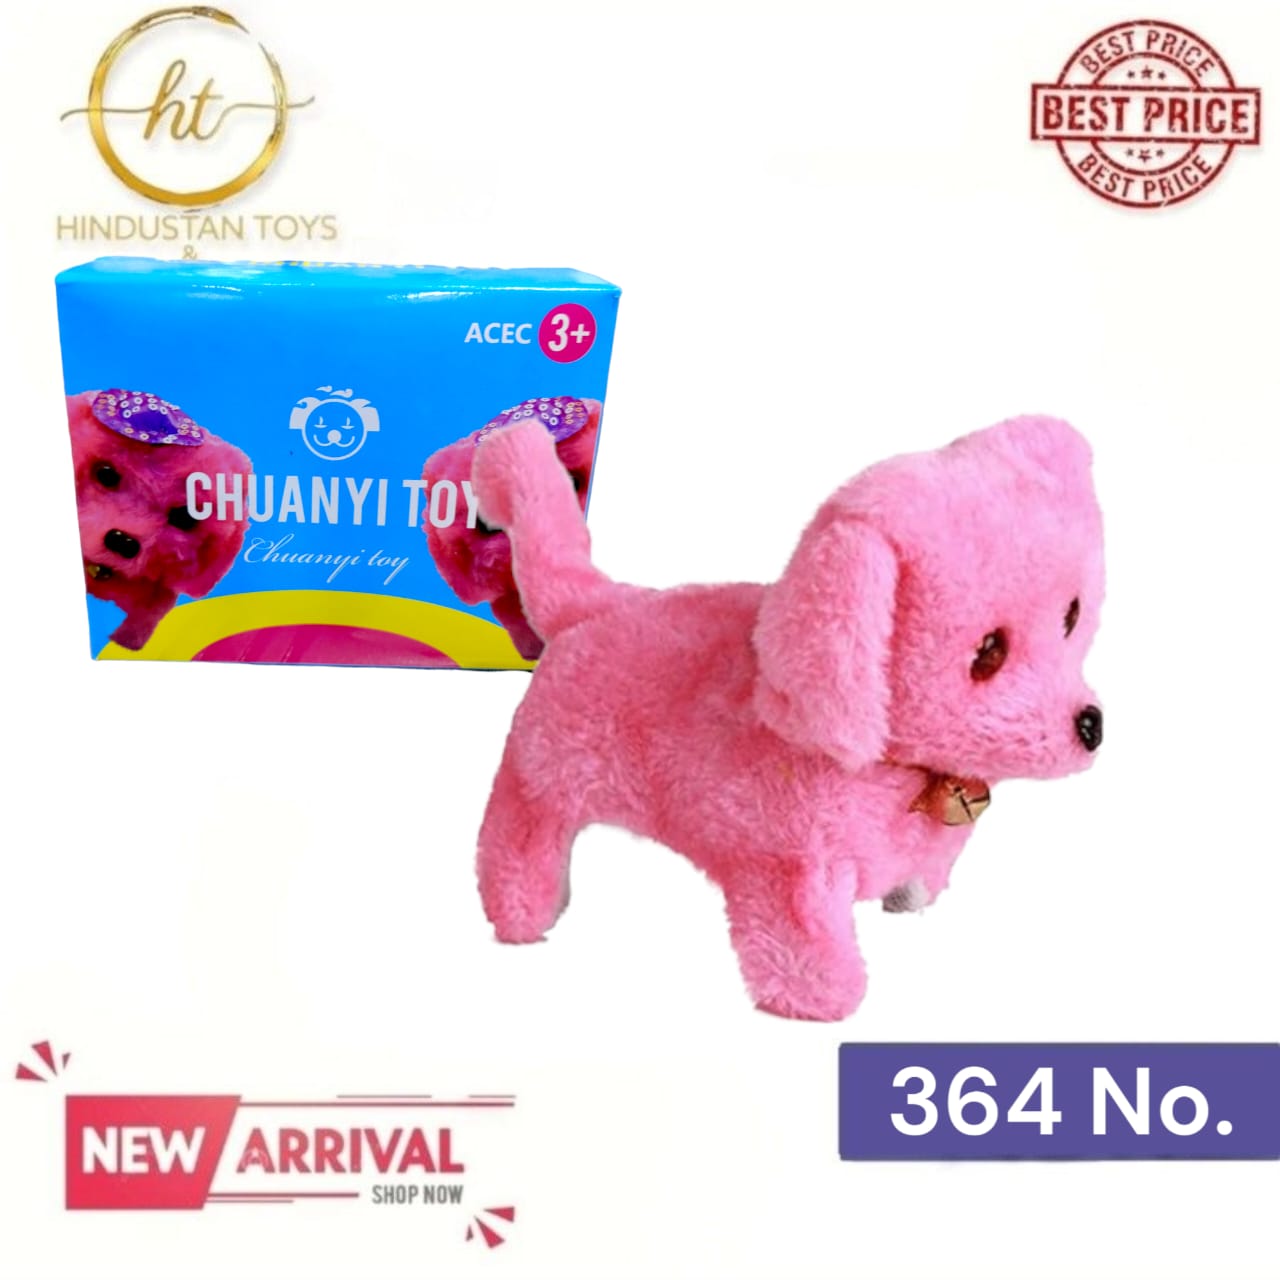 ht
HINDUSTAN TOYS
&
BEST PRICE
BEST PRICE
BEST PRICE
ACEC 3+
CHUANYI TOY
Chuanyi toy
NEW ARRIVAL
SHOP NOW
364 No.